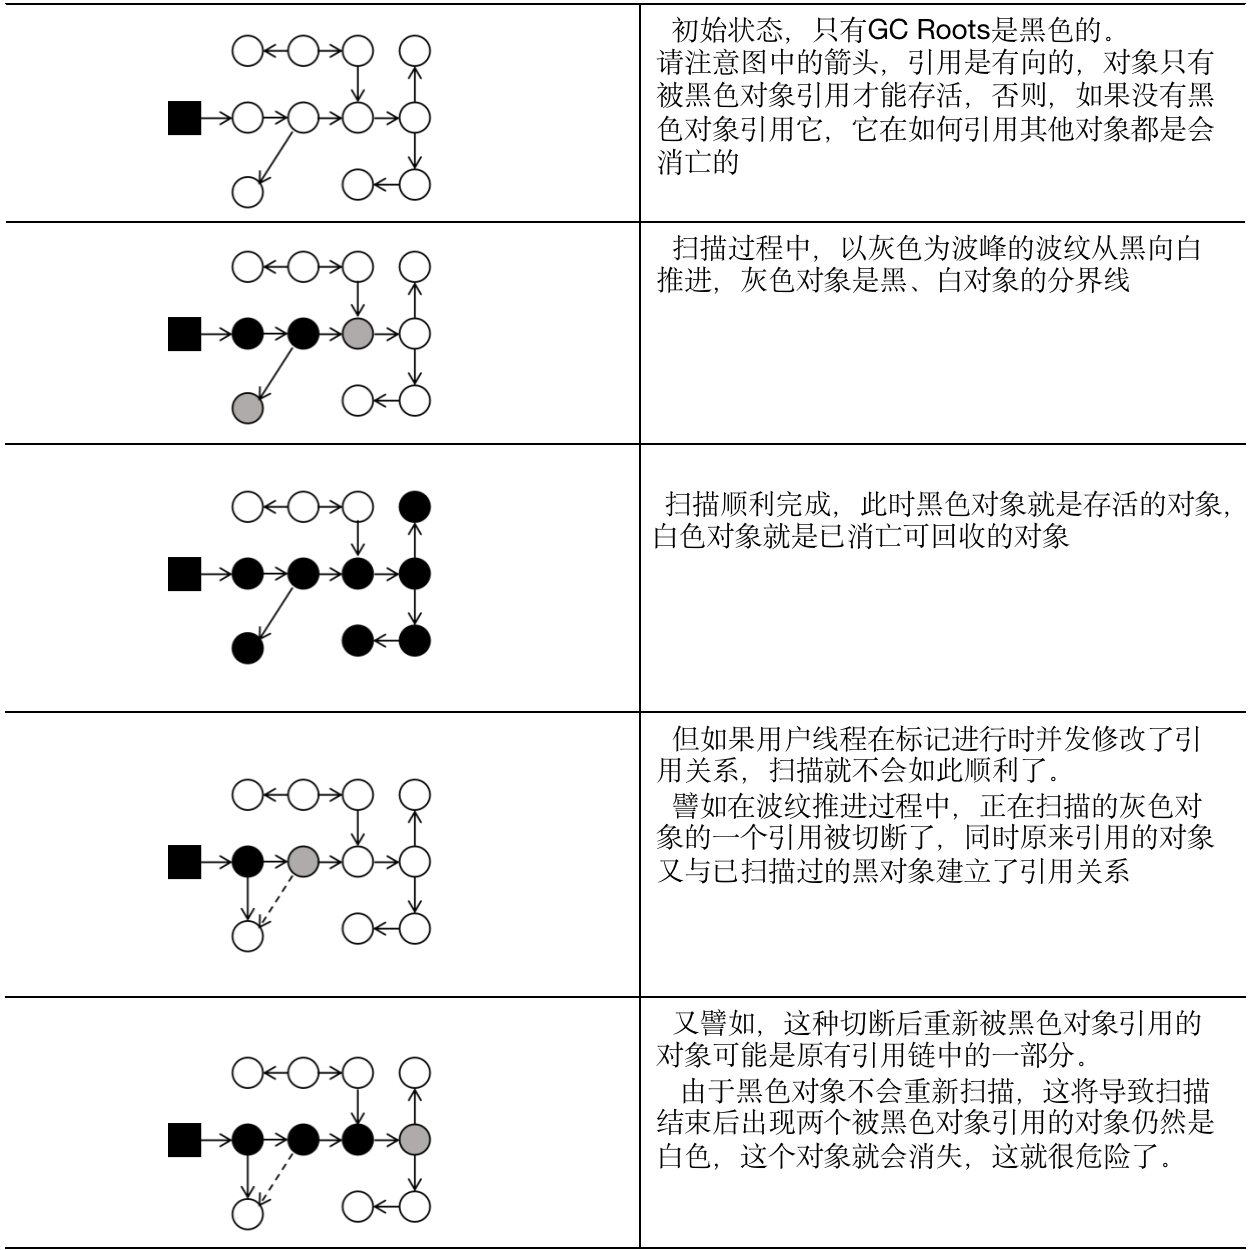 初始状态，只有GC Roots是黑色的。
请注意图中的箭头，引用是有向的，对象只有
被黑色对象引用才能存活，否则，如果没有黑
色对象引用它，它在如何引用其他对象都是会
消亡的
扫描过程中，以灰色为波峰的波纹从黑向白
推进，灰色对象是黑、白对象的分界线
扫描顺利完成，此时黑色对象就是存活的对象，
白色对象就是已消亡可回收的对象
但如果用户线程在标记进行时并发修改了引
用关系，扫描就不会如此顺利了。
譬如在波纹推进过程中，正在扫描的灰色对
象的一个引用被切断了，同时原来引用的对象
又与已扫描过的黑对象建立了引用关系
又譬如，这种切断后重新被黑色对象引用的
对象可能是原有引用链中的一部分。
由于黑色对象不会重新扫描，这将导致扫描
结束后出现两个被黑色对象引用的对象仍然是
白色，这个对象就会消失，这就很危险了。